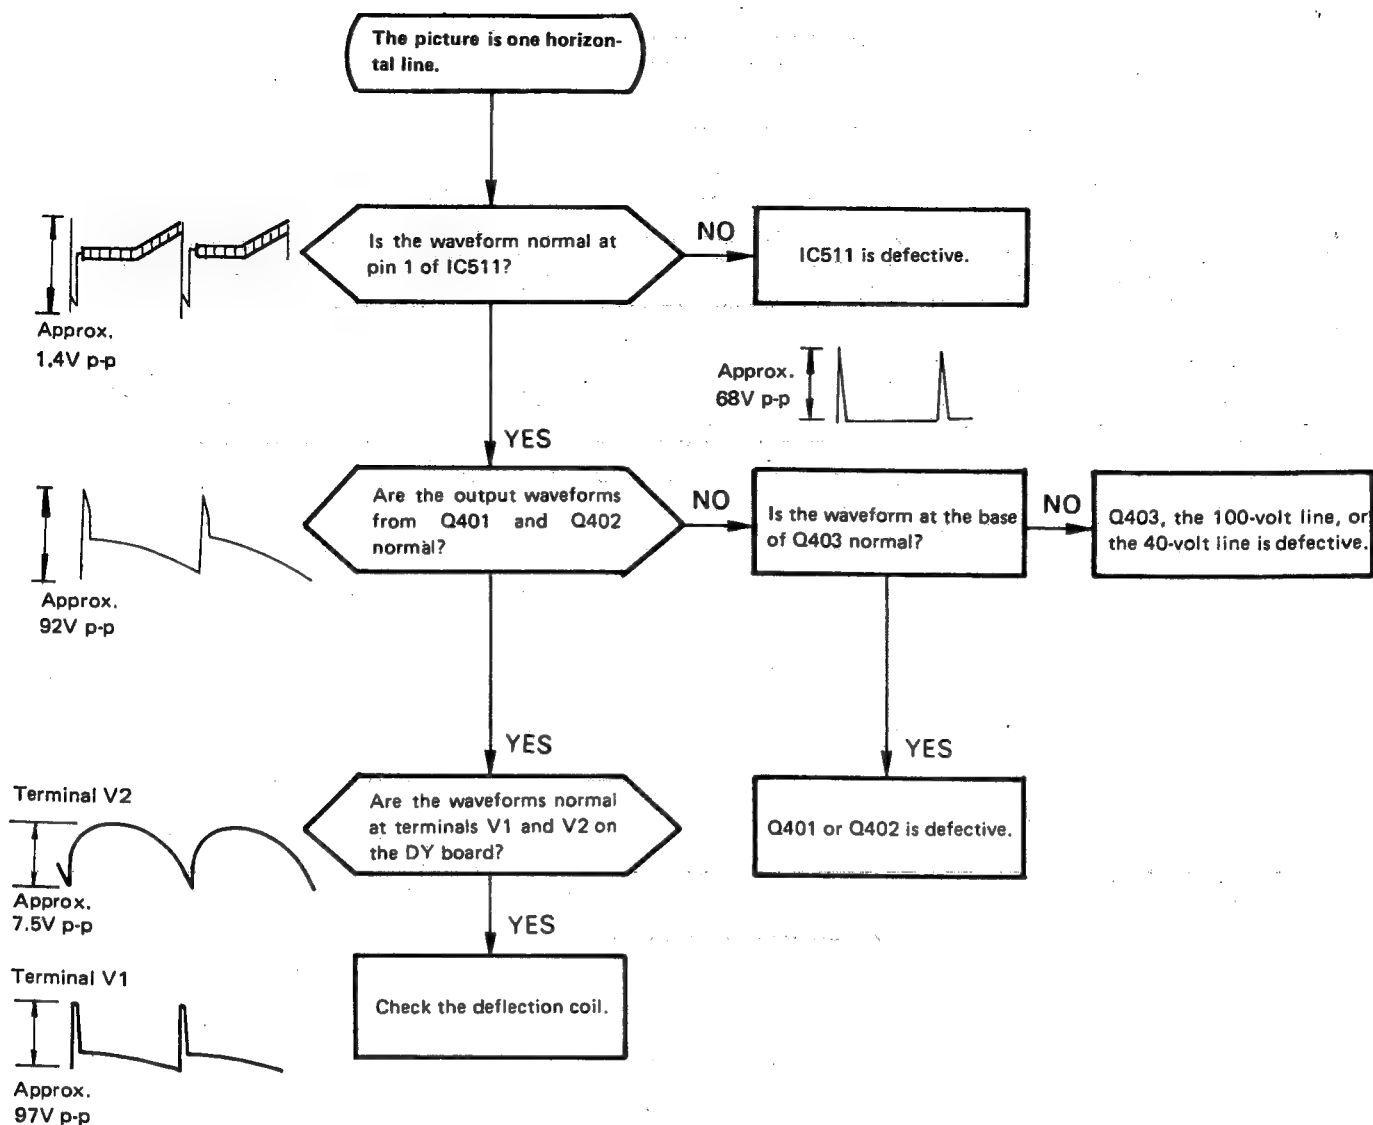 The picture is one horizon-
tal line.
Is the waveform normal at
pin 1 of IC511?
NO
IC511 is defective.
Approx.
1.4V p-p
Approx.
68V p-p
YES
Are the output waveforms
from Q401 and Q402
normal?
NO
Is the waveform at the base
of Q403 normal?
NO
Q403, the 100-volt line, or
the 40-volt line is defective.
Approx.
92V p-p
YES
YES
Terminal V2
Are the waveforms normal
at terminals V1 and V2 on
the DY board?
Q401 or Q402 is defective.
Approx.
7.5V p-p
YES
Terminal V1
Check the deflection coil.
Approx.
97V p-p